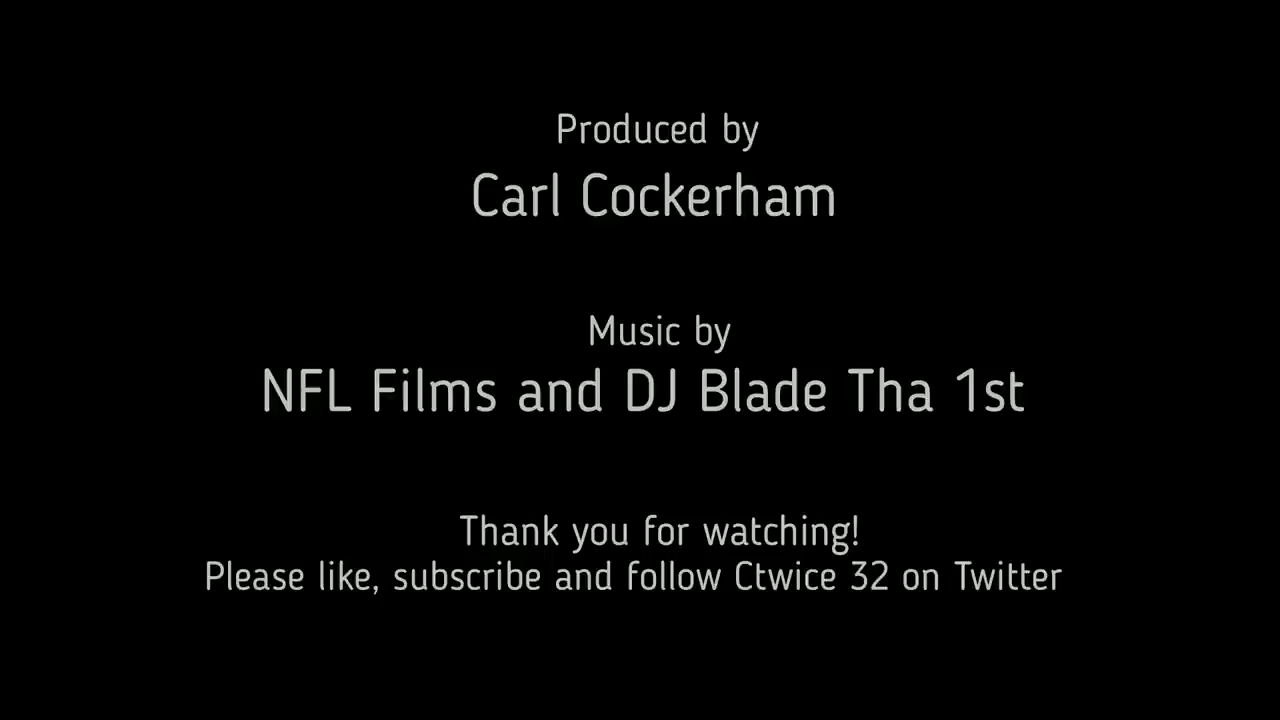 Produced by
Carl Cockerham
Music by
NFL Films and DJ Blade Tha 1st
Thank you for watching!
Please like, subscribe and follow Ctwice 32 on Twitter